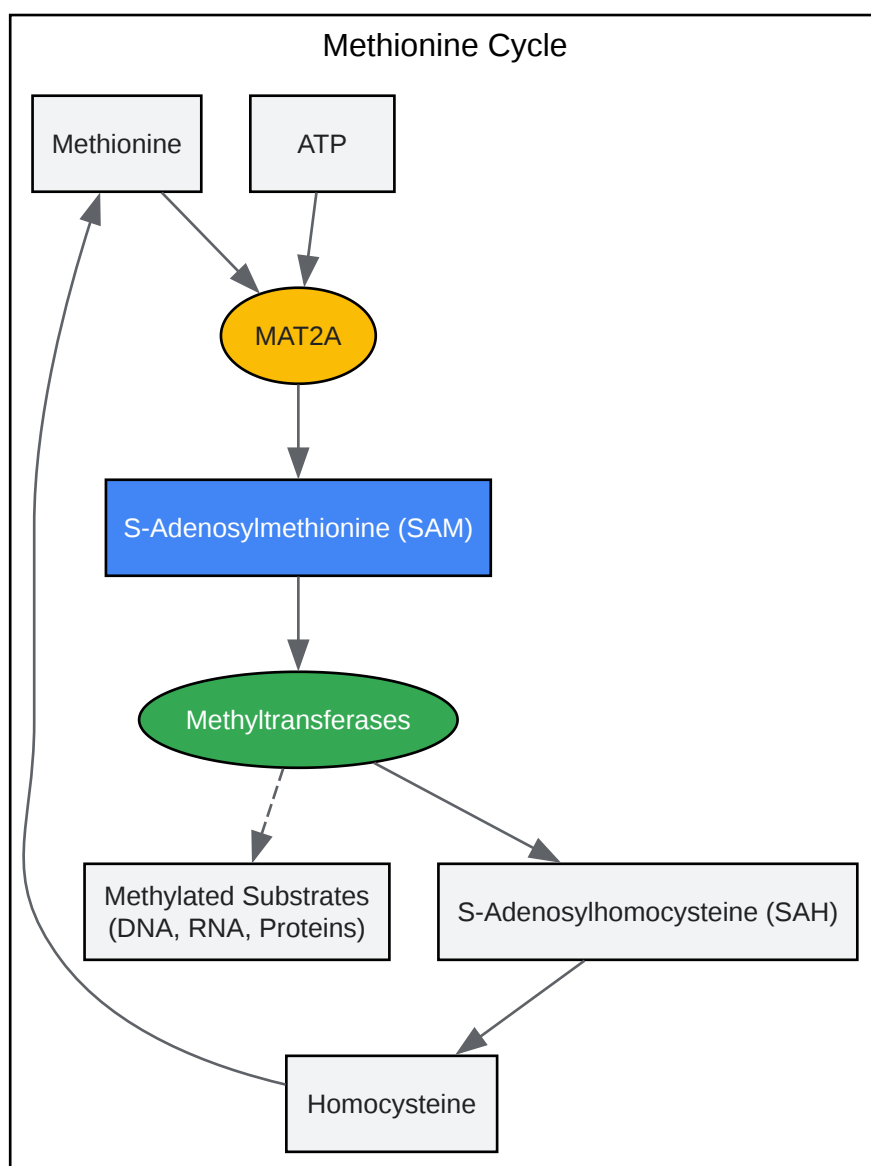 Methionine Cycle
Methionine
ATP
MAT2A
S-Adenosylmethionine (SAM)
Methyltransferases
Methylated Substrates
(DNA, RNA, Proteins)
S-Adenosylhomocysteine (SAH)
Homocysteine